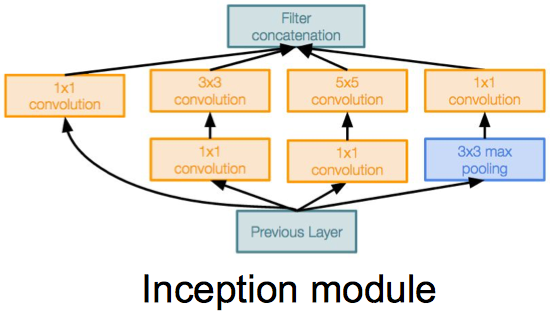 Filter
concatenation
1x1
convolution
3x3
convolution
5x5
convolution
1x1
convolution
1x1
convolution
1x1
convolution
3x3 max
pooling
Previous Layer
Inception module